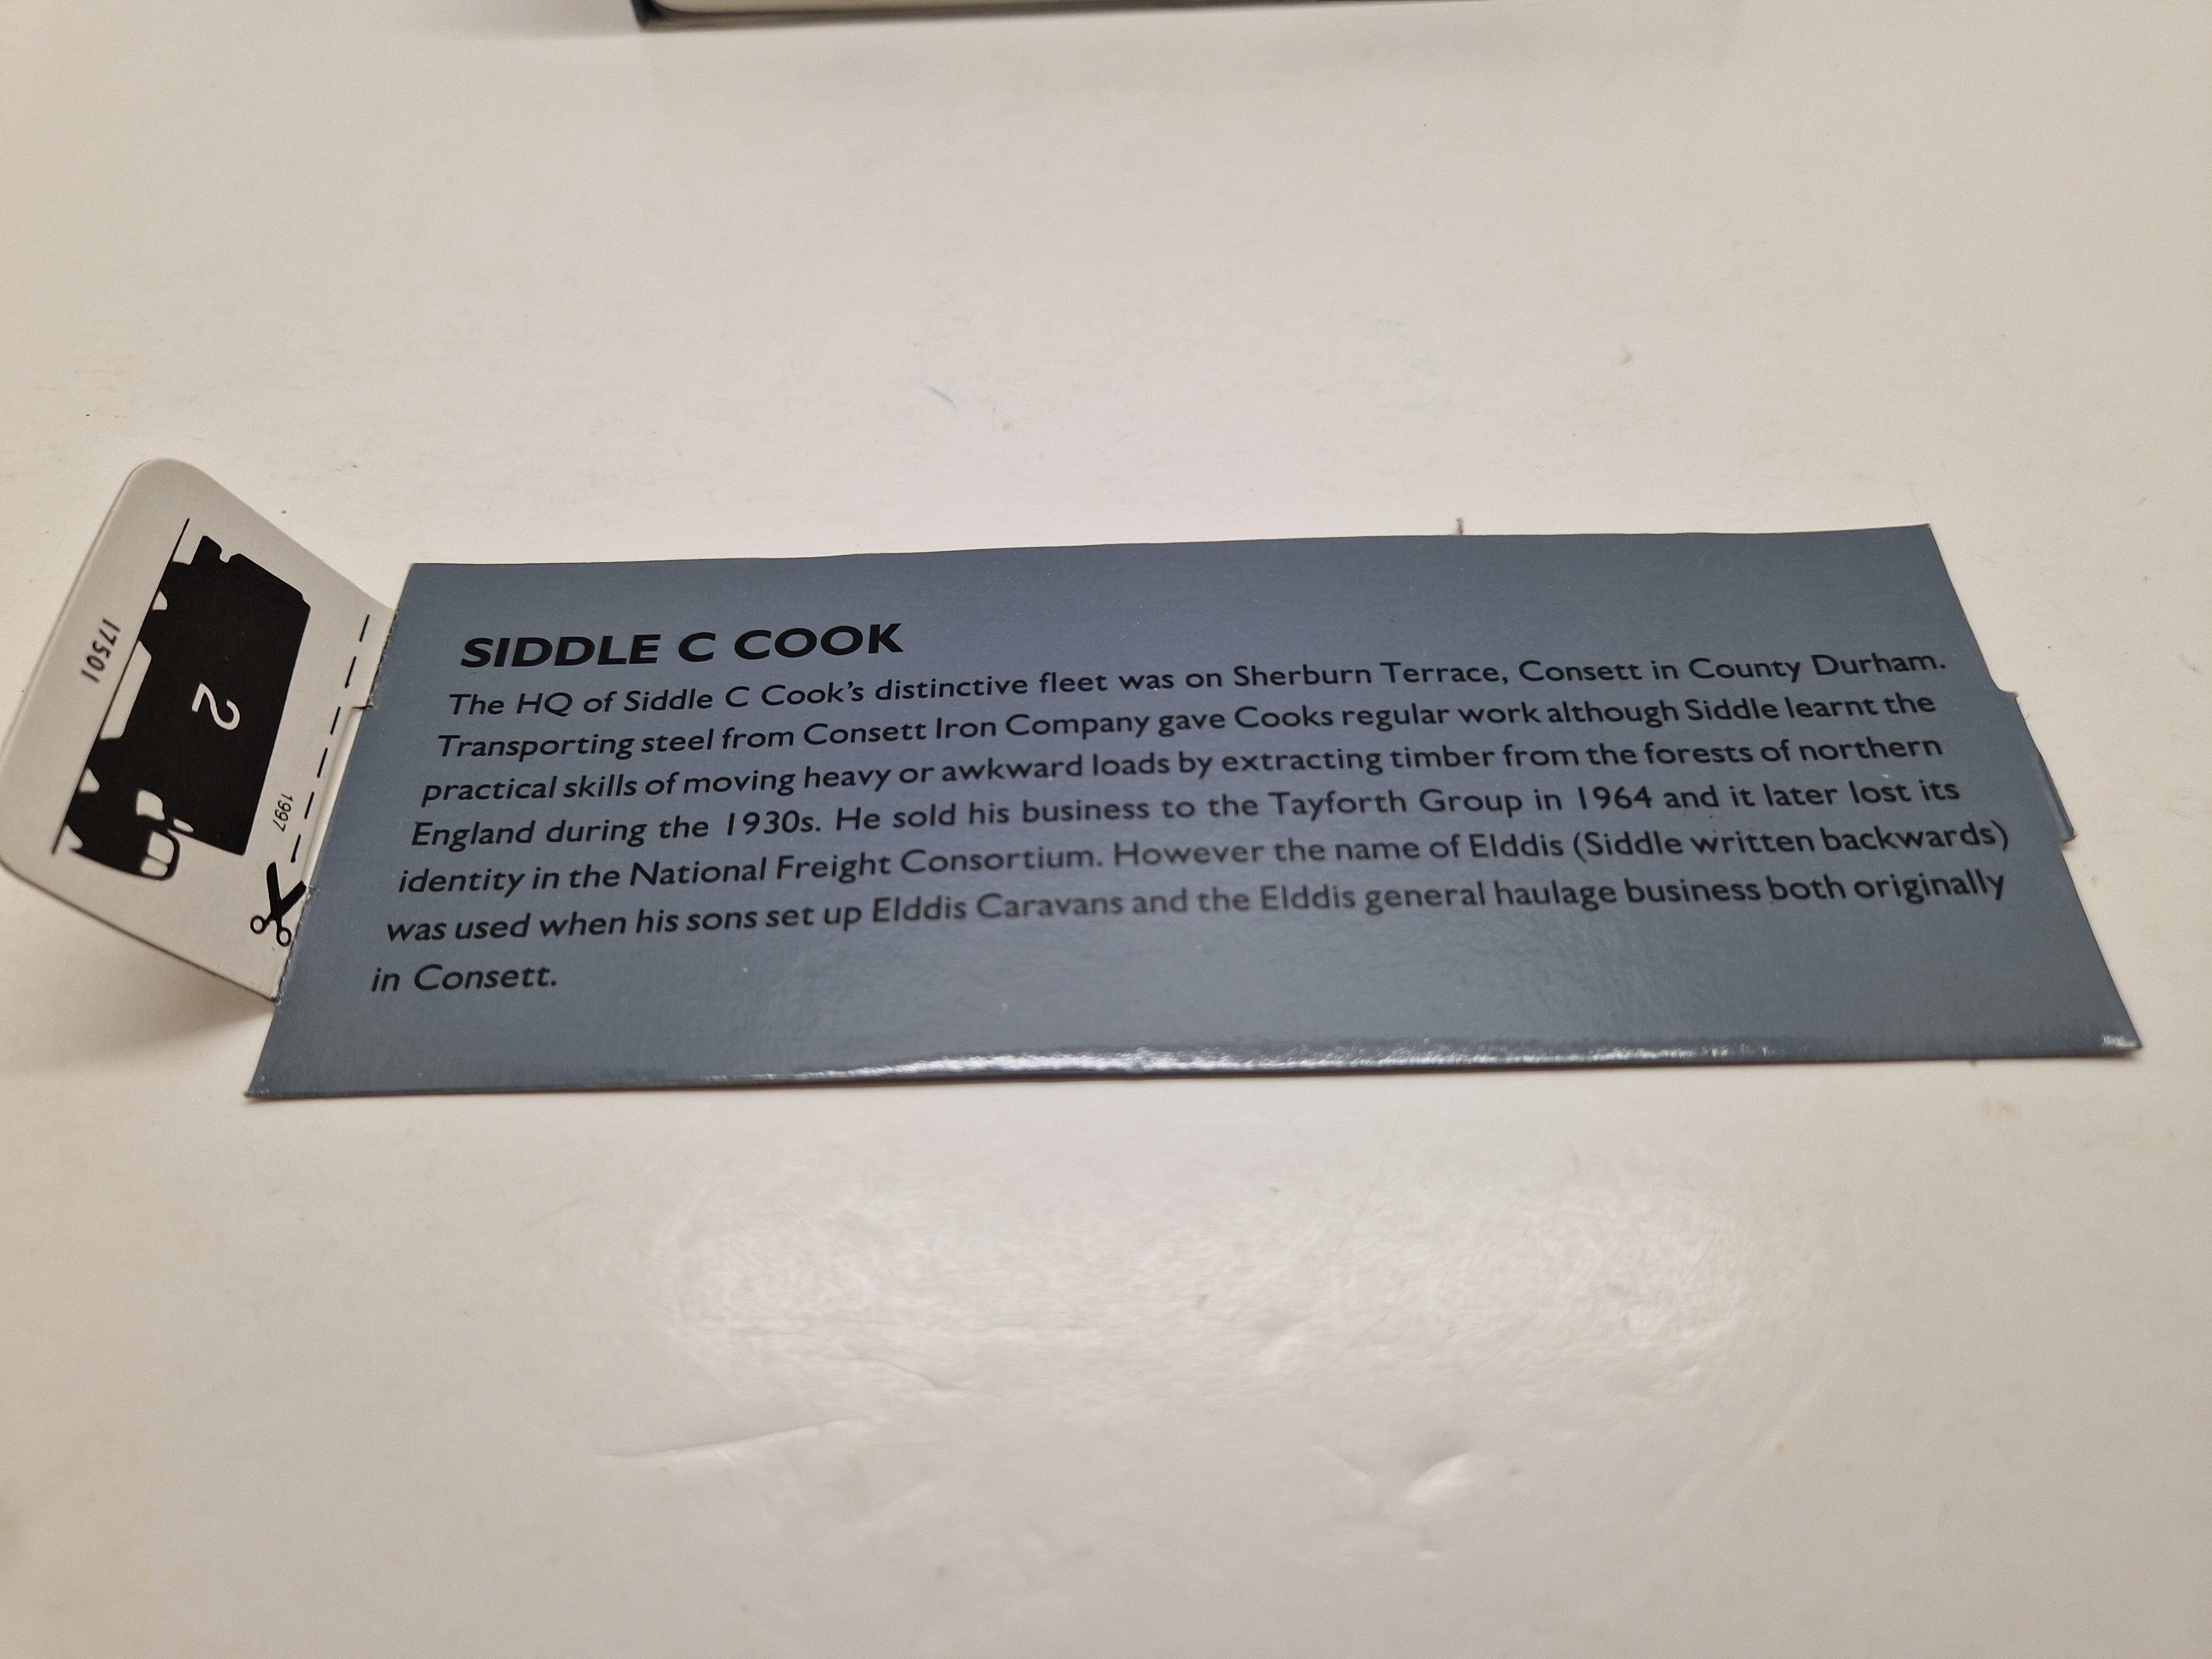 SIDDLE C COOK
The HQ of Siddle C Cook's distinctive fleet was on Sherburn Terrace, Consett in County Durham.
Transporting steel from Consett Iron Company gave Cooks regular work although Siddle learnt the
practical skills of moving heavy or awkward loads by extracting timber from the forests of northern
England during the 1930s. He sold his business to the Tayforth Group in 1964 and it later lost its
identity in the National Freight Consortium. However the name of Elddis (Siddle written backwards)
was used when his sons set up Elddis Caravans and the Elddis general haulage business both originally
in Consett.
17501
2
1997